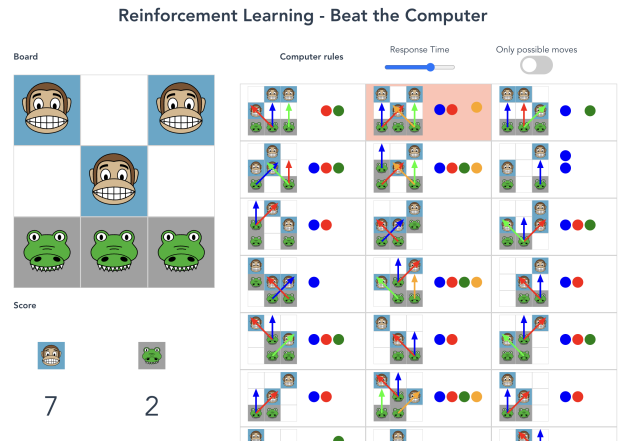 Reinforcement Learning - Beat the Computer
Board
Computer rules
Response Time
Only possible moves
Score
7
2